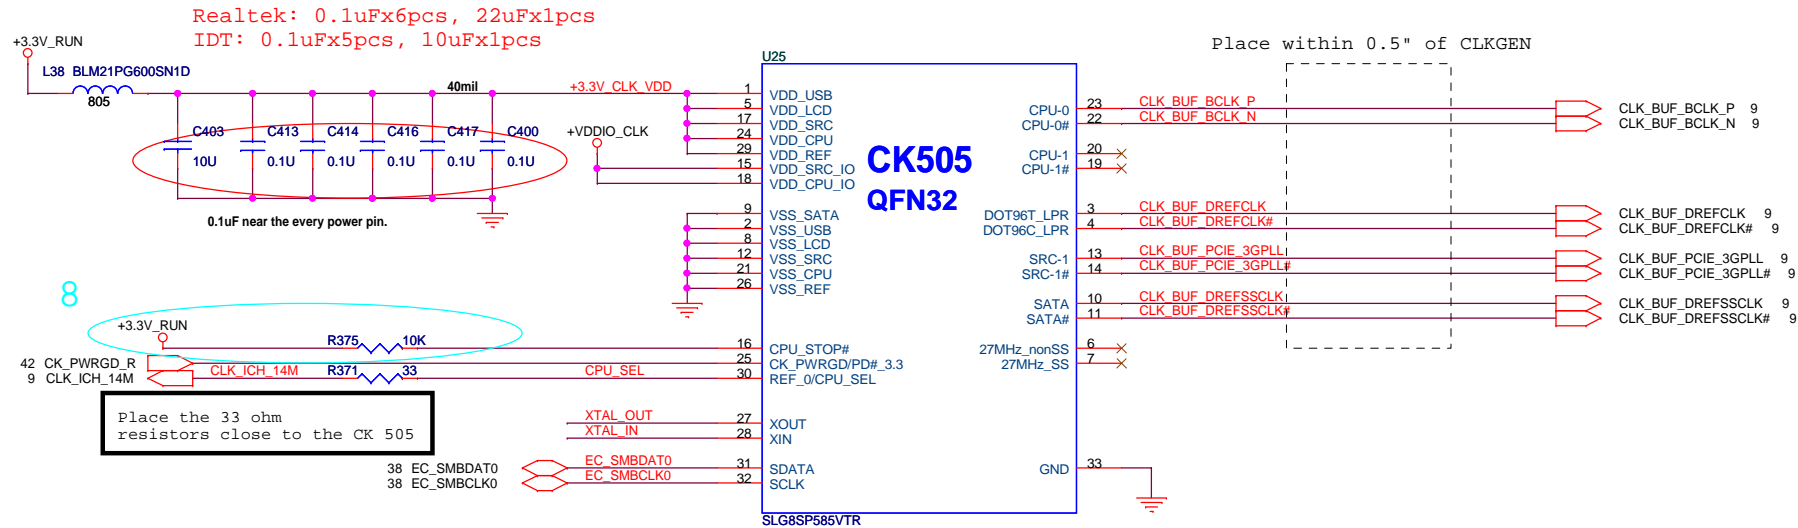 Realtek: 0.1uFx6pcs, 22uFx1pcs
IDT: 0.1uFx5pcs, 10uFx1pcs
+3.3V_RUN
L38 BLM21PG600SN1D
805
40mil
+3.3V_CLK_VDD
C403 C413 C414 C416 C417 C400
10U 0.1U 0.1U 0.1U 0.1U 0.1U
0.1uF near the every power pin.
+VDDIO_CLK
U25
CK505
QFN32
1 VDD_USB
5 VDD_LCD
17 VDD_SRC
24 VDD_CPU
29 VDD_REF
15 VDD_SRC_IO
18 VDD_CPU_IO
9 VSS_SATA
2 VSS_USB
8 VSS_LCD
12 VSS_SRC
21 VSS_CPU
26 VSS_REF
8
+3.3V_RUN
R375 10K 16 CPU_STOP#
42 CK_PWRGD_R 25 CK_PWRGD/PD#_3.3
9 CLK_ICH_14M CLK_ICH_14M R371 33 CPU_SEL 30 REF_0/CPU_SEL
Place the 33 ohm
resistors close to the CK 505
XTAL_OUT 27 XOUT
XTAL_IN 28 XIN
38 EC_SMBDAT0 EC_SMBDAT0 31 SDATA
38 EC_SMBCLK0 EC_SMBCLK0 32 SCLK
SLG8SP585VTR
Place within 0.5" of CLKGEN
CPU-0 23 CLK_BUF_BCLK_P CLK_BUF_BCLK_P 9
CPU-0# 22 CLK_BUF_BCLK_N CLK_BUF_BCLK_N 9
CPU-1 20
CPU-1# 19
DOT96T_LPR 3 CLK_BUF_DREFCLK CLK_BUF_DREFCLK 9
DOT96C_LPR 4 CLK_BUF_DREFCLK# CLK_BUF_DREFCLK# 9
SRC-1 13 CLK_BUF_PCIE_3GPLL CLK_BUF_PCIE_3GPLL 9
SRC-1# 14 CLK_BUF_PCIE_3GPLL# CLK_BUF_PCIE_3GPLL# 9
SATA 10 CLK_BUF_DREFSSCLK CLK_BUF_DREFSSCLK 9
SATA# 11 CLK_BUF_DREFSSCLK# CLK_BUF_DREFSSCLK# 9
27MHz_nonSS 6
27MHz_SS 7
GND 33